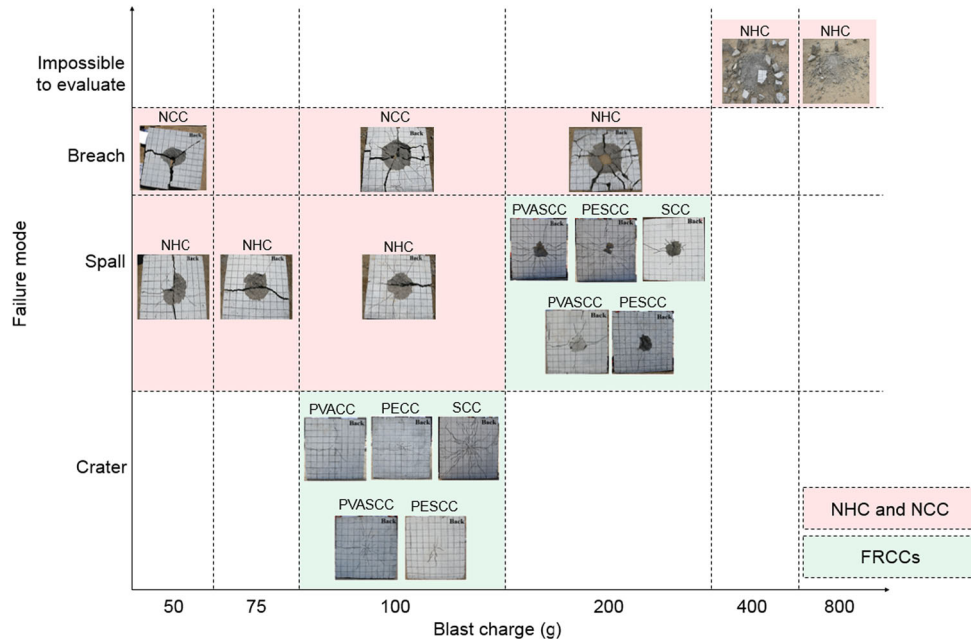 NHC
NHC
Impossible
to evaluate
NCC
NCC
NHC
Back
Back
Breach
PVASCC
PESCC
SCC
Back
Back
Back
NHC
NHC
NHC
Back
Back
Back
Spall
PVASCC
PESCC
Back
Back
Failure mode
PVACC
PECC
SCC
Back
Back
Back
Crater
PVASCC
PESCC
Back
Back
NHC and NCC
FRCCs
50
75
100
200
400
800
Blast charge (g)